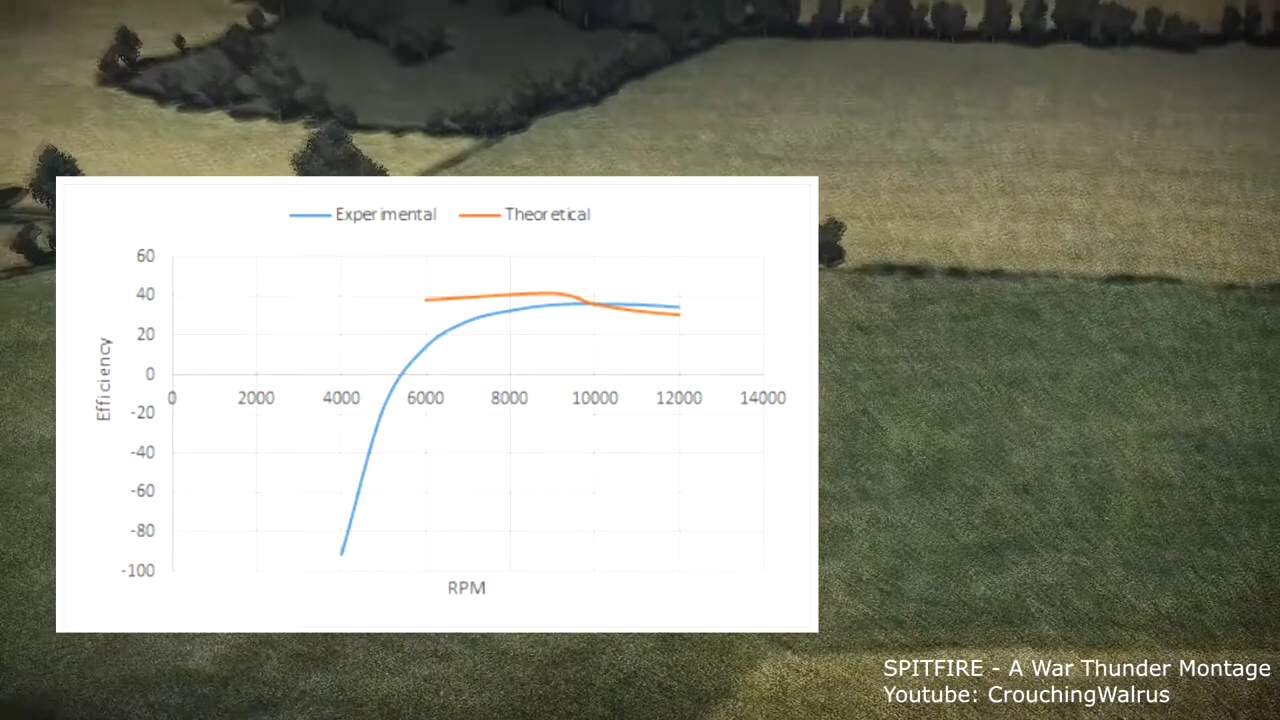 Experimental Theoretical
60
40
20
0
-20
-40
-60
-80
-100
Efficiency
0 2000 4000 6000 8000 10000 12000 14000
RPM
SPITFIRE - A War Thunder Montage
Youtube: CrouchingWalrus